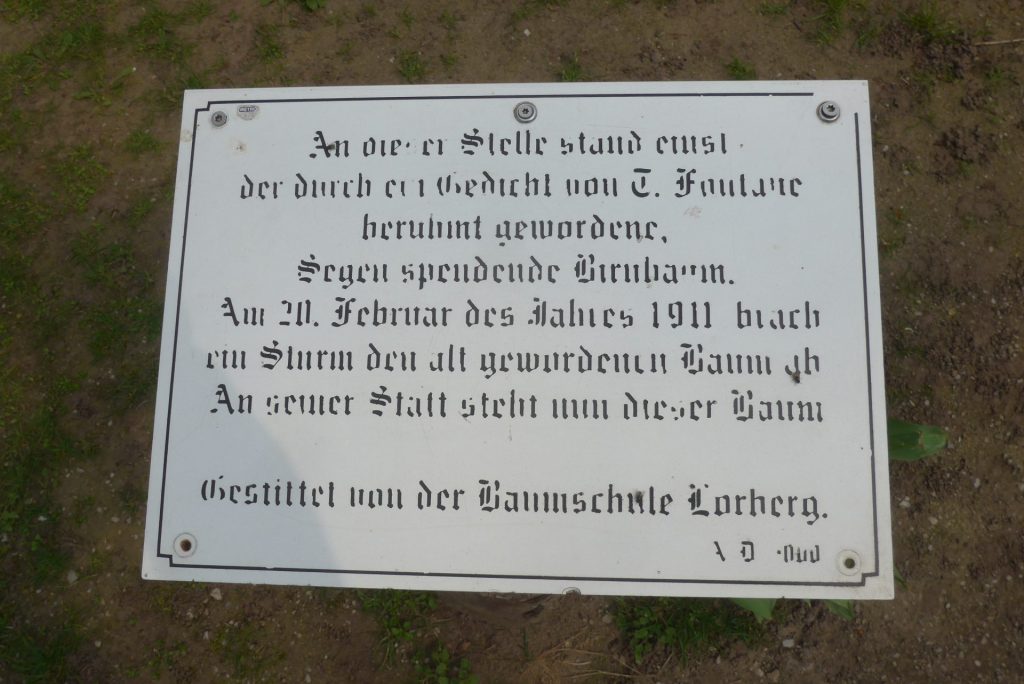 An dieser Stelle stand einst
der durch ein Gedicht von T. Fontane
berühmt gewordene,
Segen spendende Birnbaum.
Am 20. Februar des Jahres 1911 brach
ein Sturm den alt gewordenen Baum ab
An seiner Statt steht nun dieser Baum
Gestiftet von der Baumschule Lorberg.
A D